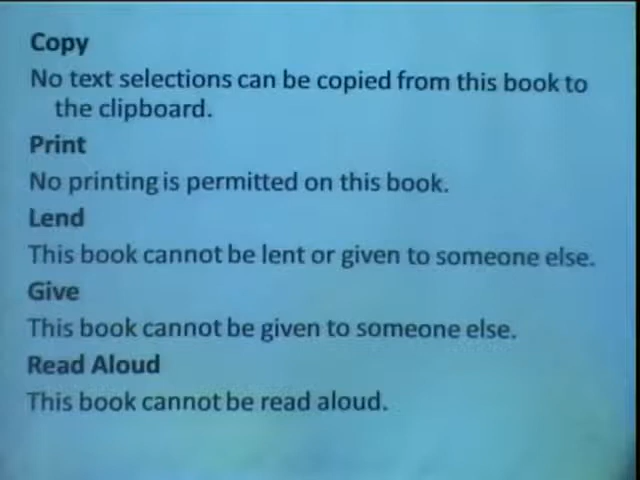 Copy
No text selections can be copied from this book to
the clipboard.
Print
No printing is permitted on this book.
Lend
This book cannot be lent or given to someone else.
Give
This book cannot be given to someone else.
Read Aloud
This book cannot be read aloud.